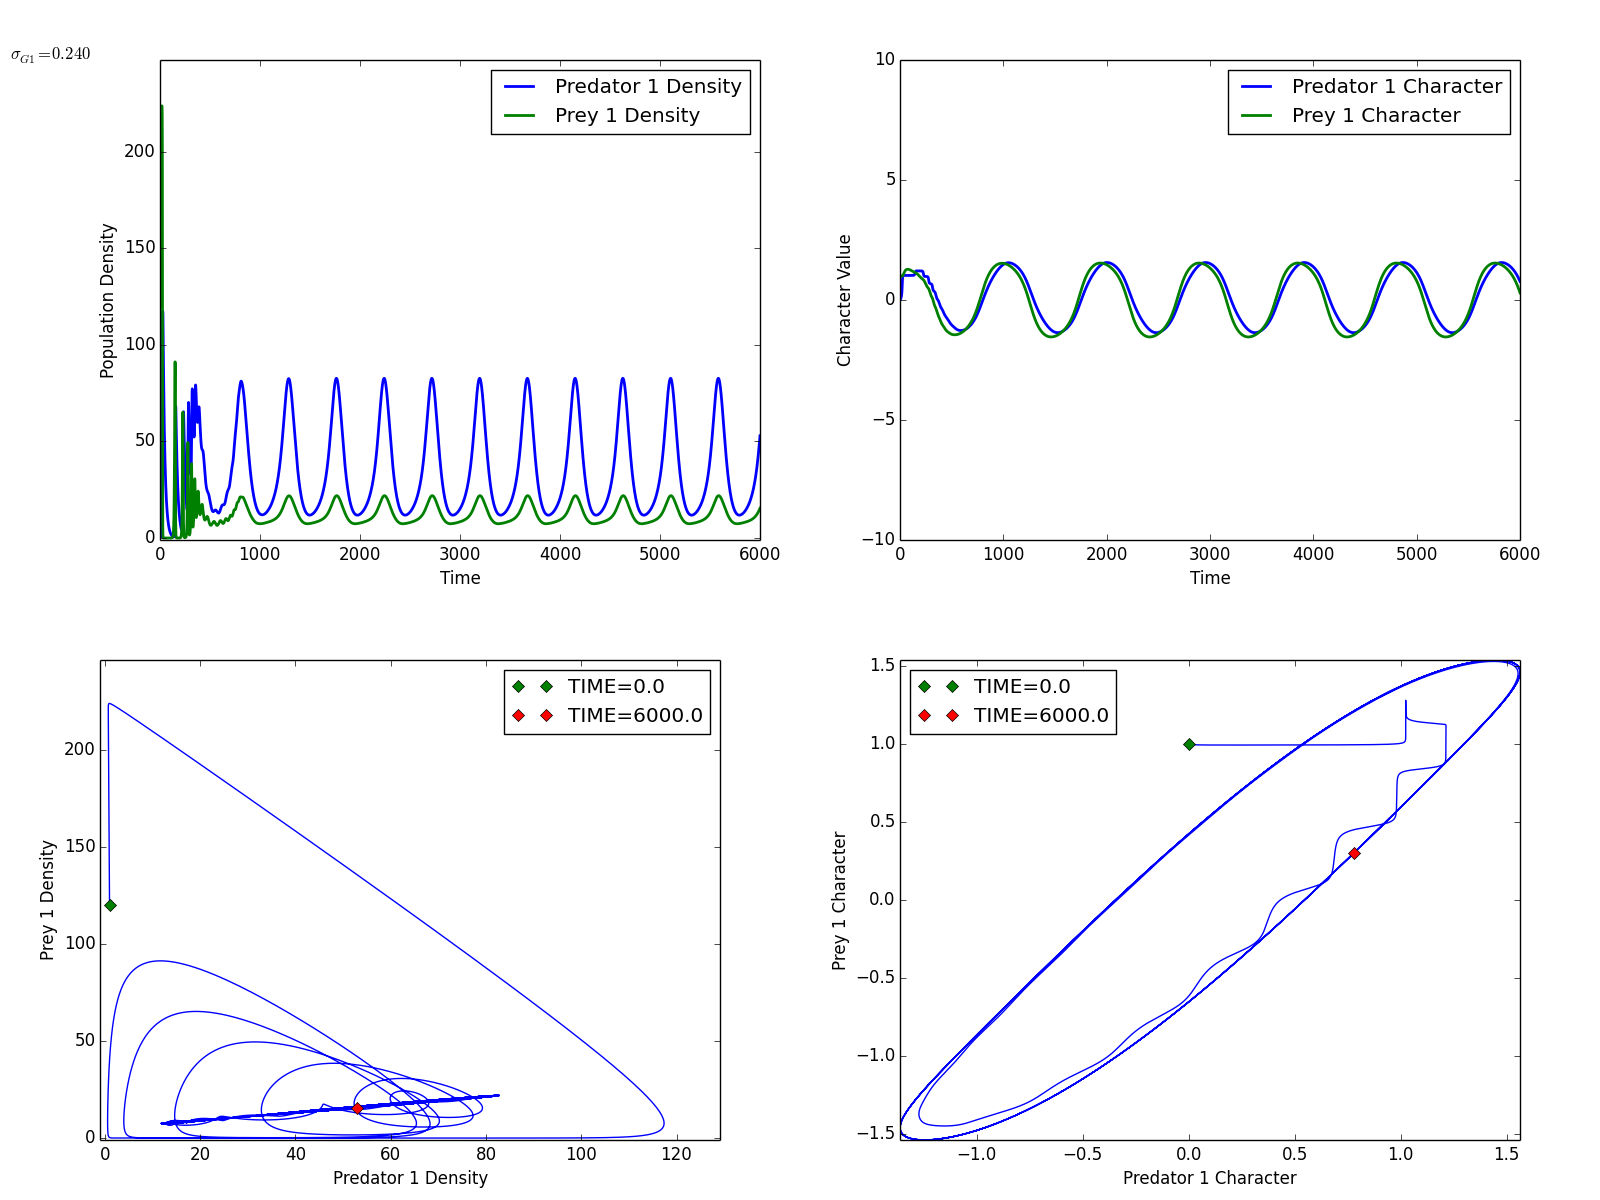 σ_G1=0.240
Predator 1 Density
Prey 1 Density
Population Density
200
150
100
50
0
0 1000 2000 3000 4000 5000 6000
Time
Predator 1 Character
Prey 1 Character
Character Value
10
5
0
−5
−10
0 1000 2000 3000 4000 5000 6000
Time
TIME=0.0
TIME=6000.0
Prey 1 Density
200
150
100
50
0
0 20 40 60 80 100 120
Predator 1 Density
TIME=0.0
TIME=6000.0
Prey 1 Character
1.5
1.0
0.5
0.0
−0.5
−1.0
−1.5
−1.0 −0.5 0.0 0.5 1.0 1.5
Predator 1 Character